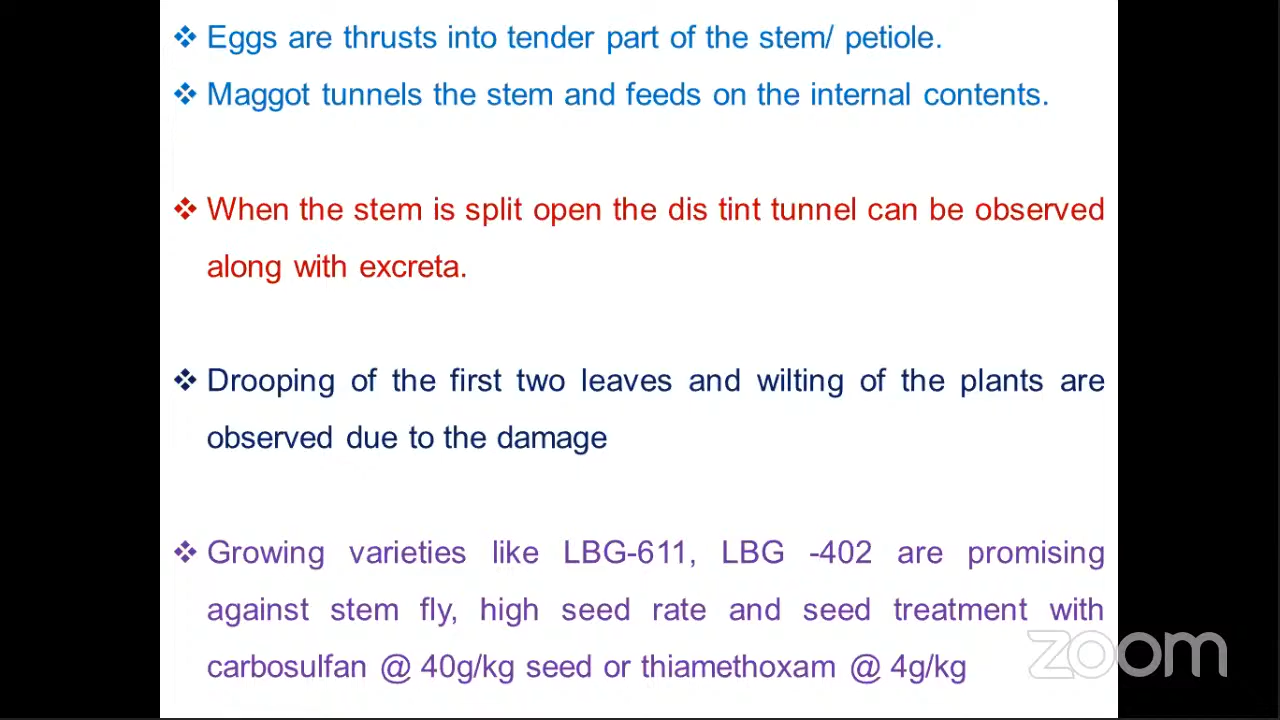 ❖ Eggs are thrusts into tender part of the stem/ petiole.
❖ Maggot tunnels the stem and feeds on the internal contents.
❖ When the stem is split open the dis tint tunnel can be observed
along with excreta.
❖ Drooping of the first two leaves and wilting of the plants are
observed due to the damage
❖ Growing varieties like LBG-611, LBG -402 are promising
against stem fly, high seed rate and seed treatment with
carbosulfan @ 40g/kg seed or thiamethoxam @ 4g/kg
zoom